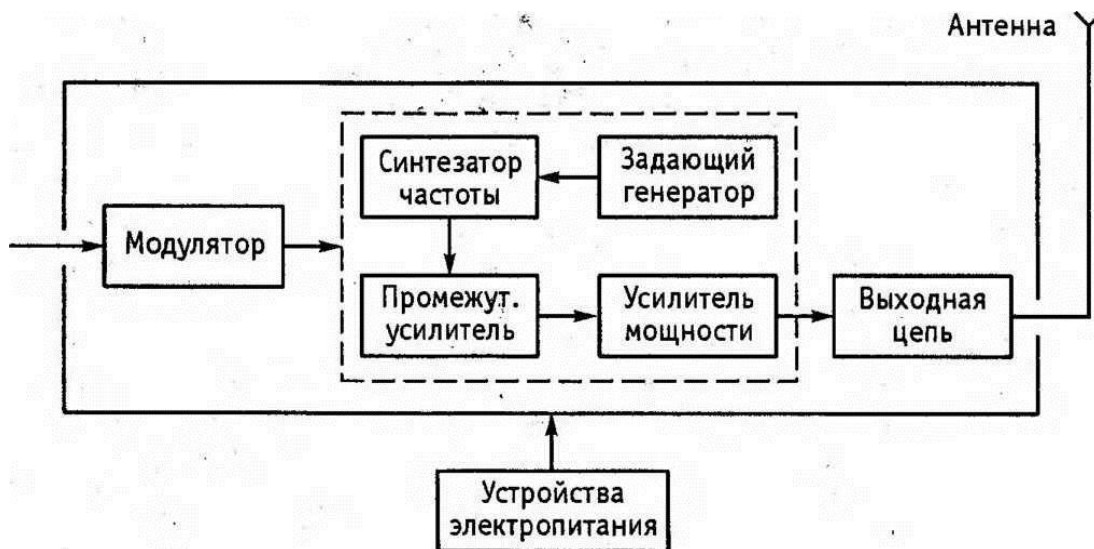 Антенна
Синтезатор
частоты
Задающий
генератор
Модулятор
Промежут.
усилитель
Усилитель
мощности
Выходная
цепь
Устройства
электропитания